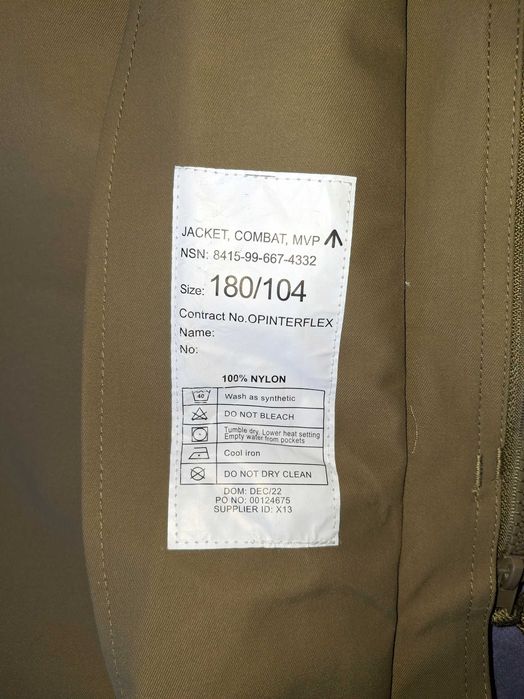 JACKET, COMBAT, MVP
NSN: 8415-99-667-4332
Size: 180/104
Contract No.OPINTERFLEX
Name:
No:
100% NYLON
40 Wash as synthetic
DO NOT BLEACH
Tumble dry. Lower heat setting
Empty water from pockets
Cool iron
DO NOT DRY CLEAN
DOM: DEC/22
PO NO: 00124675
SUPPLIER ID: X13